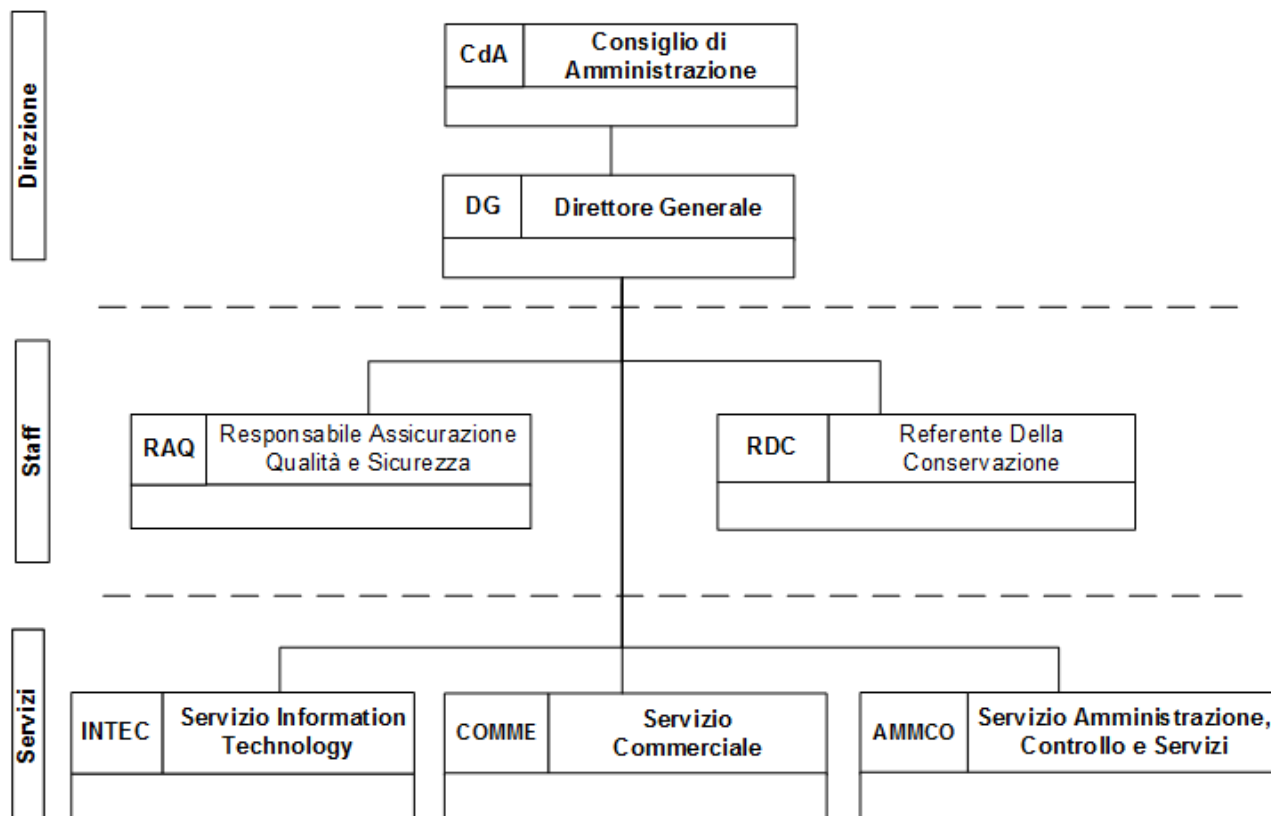 Direzione
CdA
Consiglio di
Amministrazione
DG
Direttore Generale
Staff
RAQ
Responsabile Assicurazione
Qualità e Sicurezza
RDC
Referente Della
Conservazione
Servizi
INTEC
Servizio Information
Technology
COMME
Servizio
Commerciale
AMMCO
Servizio Amministrazione,
Controllo e Servizi